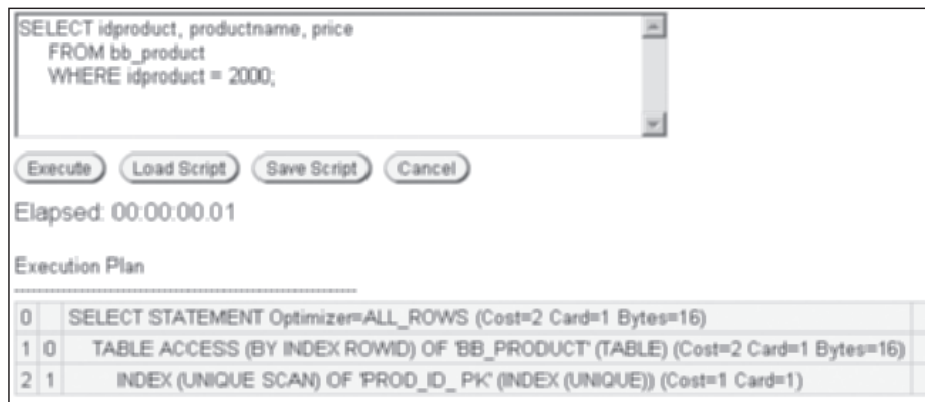 SELECT idproduct, productname, price
FROM bb_product
WHERE idproduct = 2000;
Execute Load Script Save Script Cancel
Elapsed: 00:00:00.01
Execution Plan
----------------------------------------------------------
0 SELECT STATEMENT Optimizer=ALL_ROWS (Cost=2 Card=1 Bytes=16)
1 0 TABLE ACCESS (BY INDEX ROWID) OF 'BB_PRODUCT' (TABLE) (Cost=2 Card=1 Bytes=16)
2 1 INDEX (UNIQUE SCAN) OF 'PROD_ID_ PK' (INDEX (UNIQUE)) (Cost=1 Card=1)